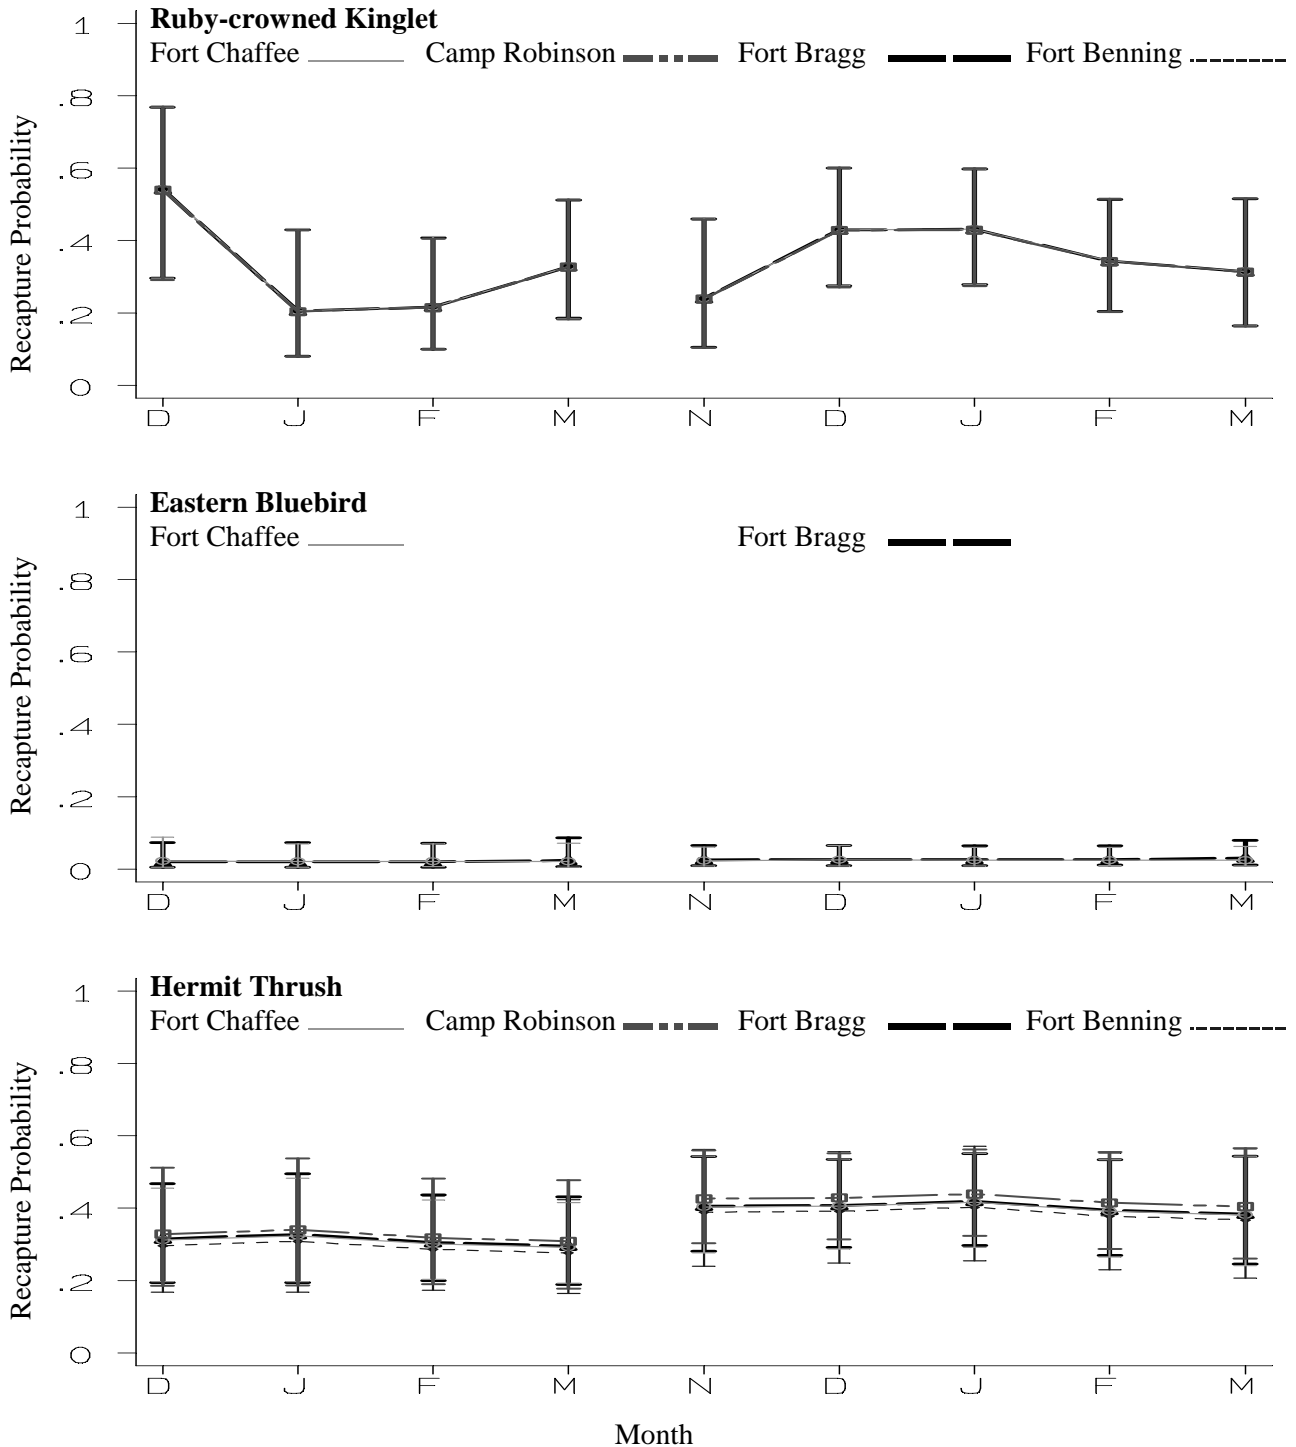 Ruby-crowned Kinglet
Fort Chaffee Camp Robinson Fort Bragg Fort Benning
Recapture Probability
1
.8
.6
.4
.2
0
D J F M N D J F M
Eastern Bluebird
Fort Chaffee Fort Bragg
Recapture Probability
1
.8
.6
.4
.2
0
D J F M N D J F M
Hermit Thrush
Fort Chaffee Camp Robinson Fort Bragg Fort Benning
Recapture Probability
1
.8
.6
.4
.2
0
D J F M N D J F M
Month